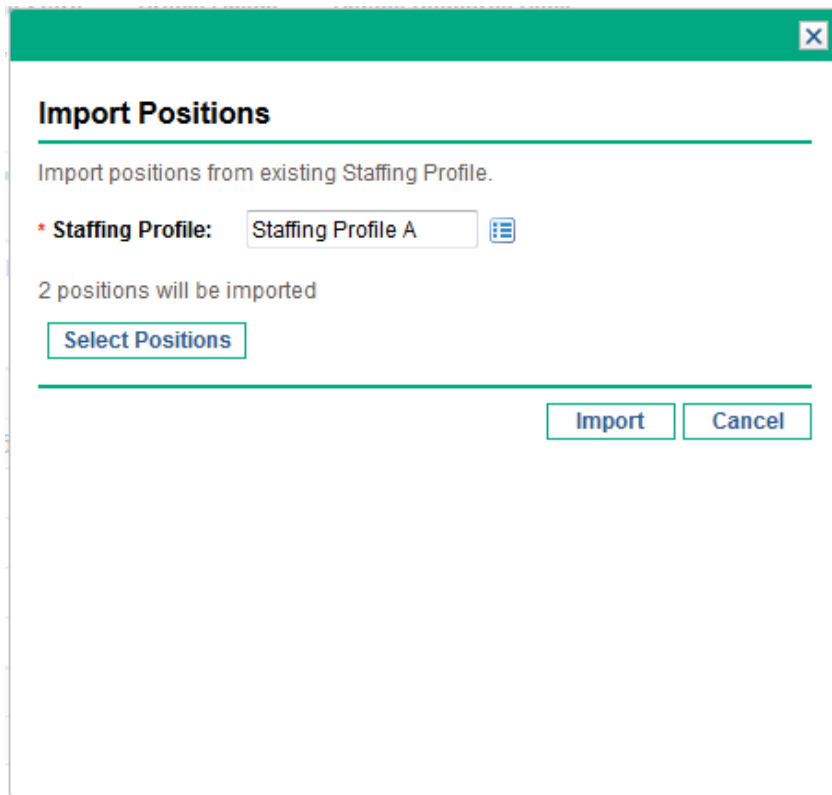 Import Positions
Import positions from existing Staffing Profile.
* Staffing Profile: Staffing Profile A
2 positions will be imported
Select Positions
Import Cancel